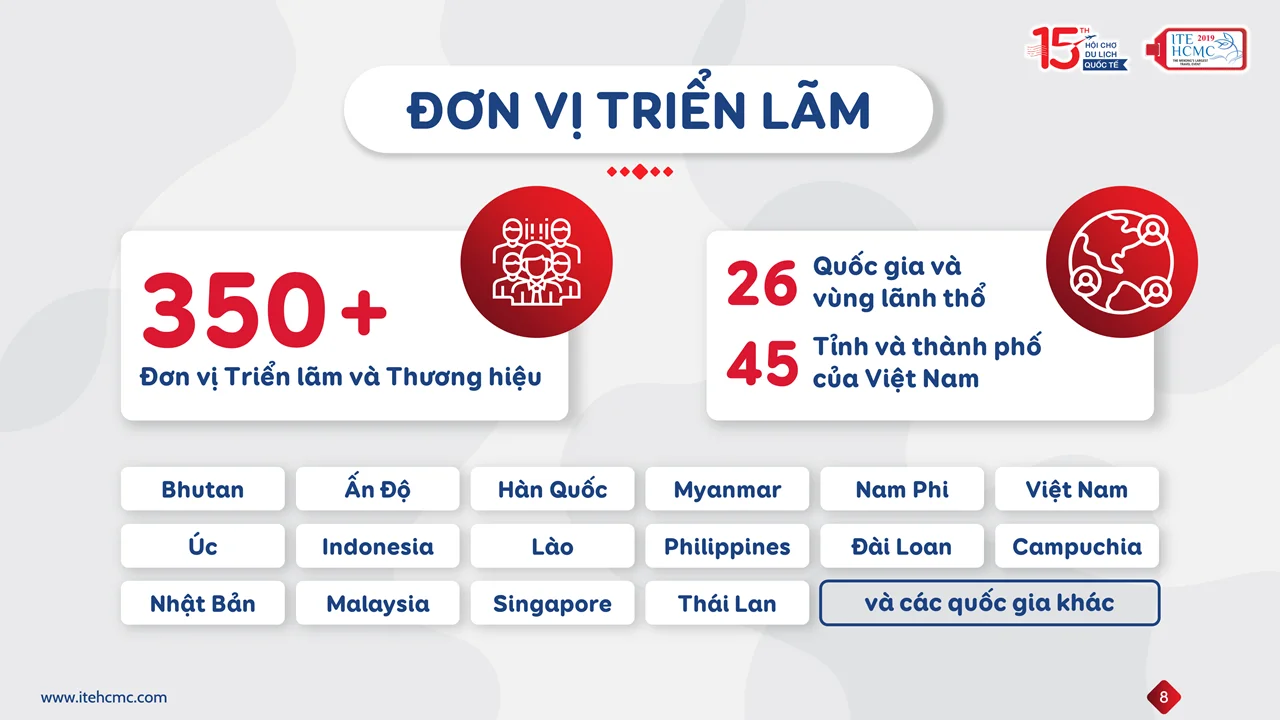 15TH
HỘI CHỢ
DU LỊCH
QUỐC TẾ
ITE 2019
HCMC
THE MEKONG'S LARGEST
TRAVEL EVENT
ĐƠN VỊ TRIỂN LÃM
350+
Đơn vị Triển lãm và Thương hiệu
26 Quốc gia và
vùng lãnh thổ
45 Tỉnh và thành phố
của Việt Nam
Bhutan
Ấn Độ
Hàn Quốc
Myanmar
Nam Phi
Việt Nam
Úc
Indonesia
Lào
Philippines
Đài Loan
Campuchia
Nhật Bản
Malaysia
Singapore
Thái Lan
và các quốc gia khác
www.itehcmc.com
8